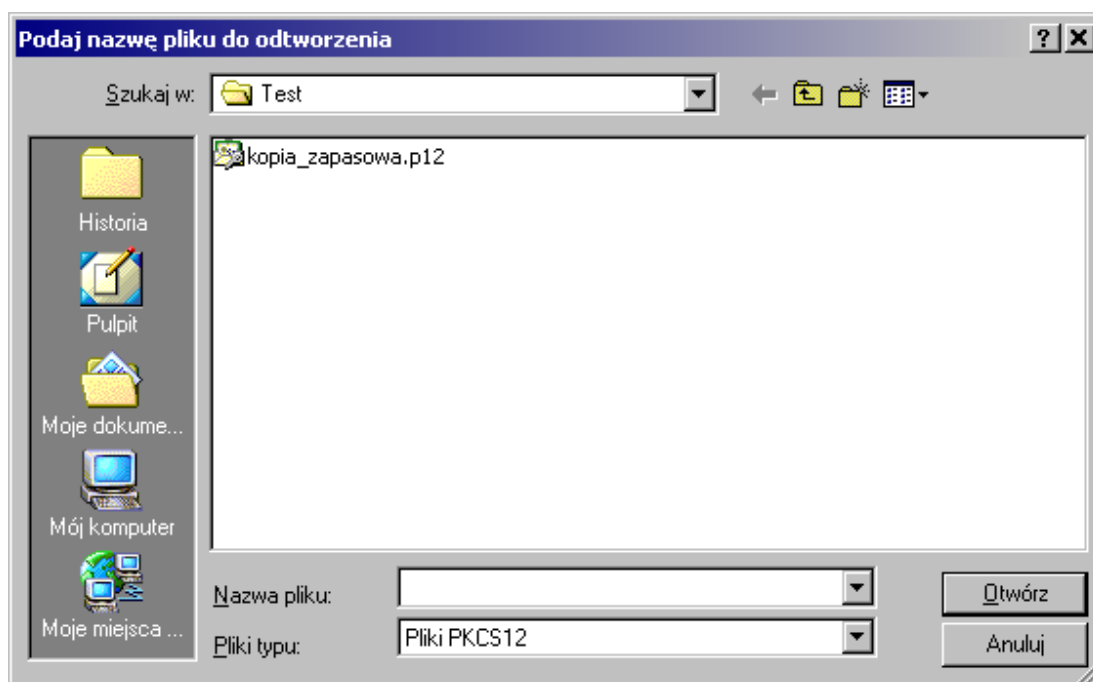 Podaj nazwę pliku do odtworzenia
Szukaj w:
Test
kopia_zapasowa.p12
Historia
Pulpit
Moje dokume...
Mój komputer
Moje miejsca ...
Nazwa pliku:
Otwórz
Pliki typu:
Pliki PKCS12
Anuluj